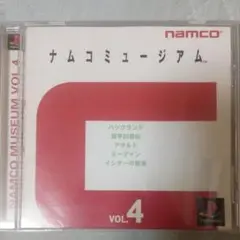 namco
ナムコミュージアム
NAMCO MUSEUM VOL.4
パックランド
源平討魔伝
アサルト
オーダイン
イシターの復活
VOL.4